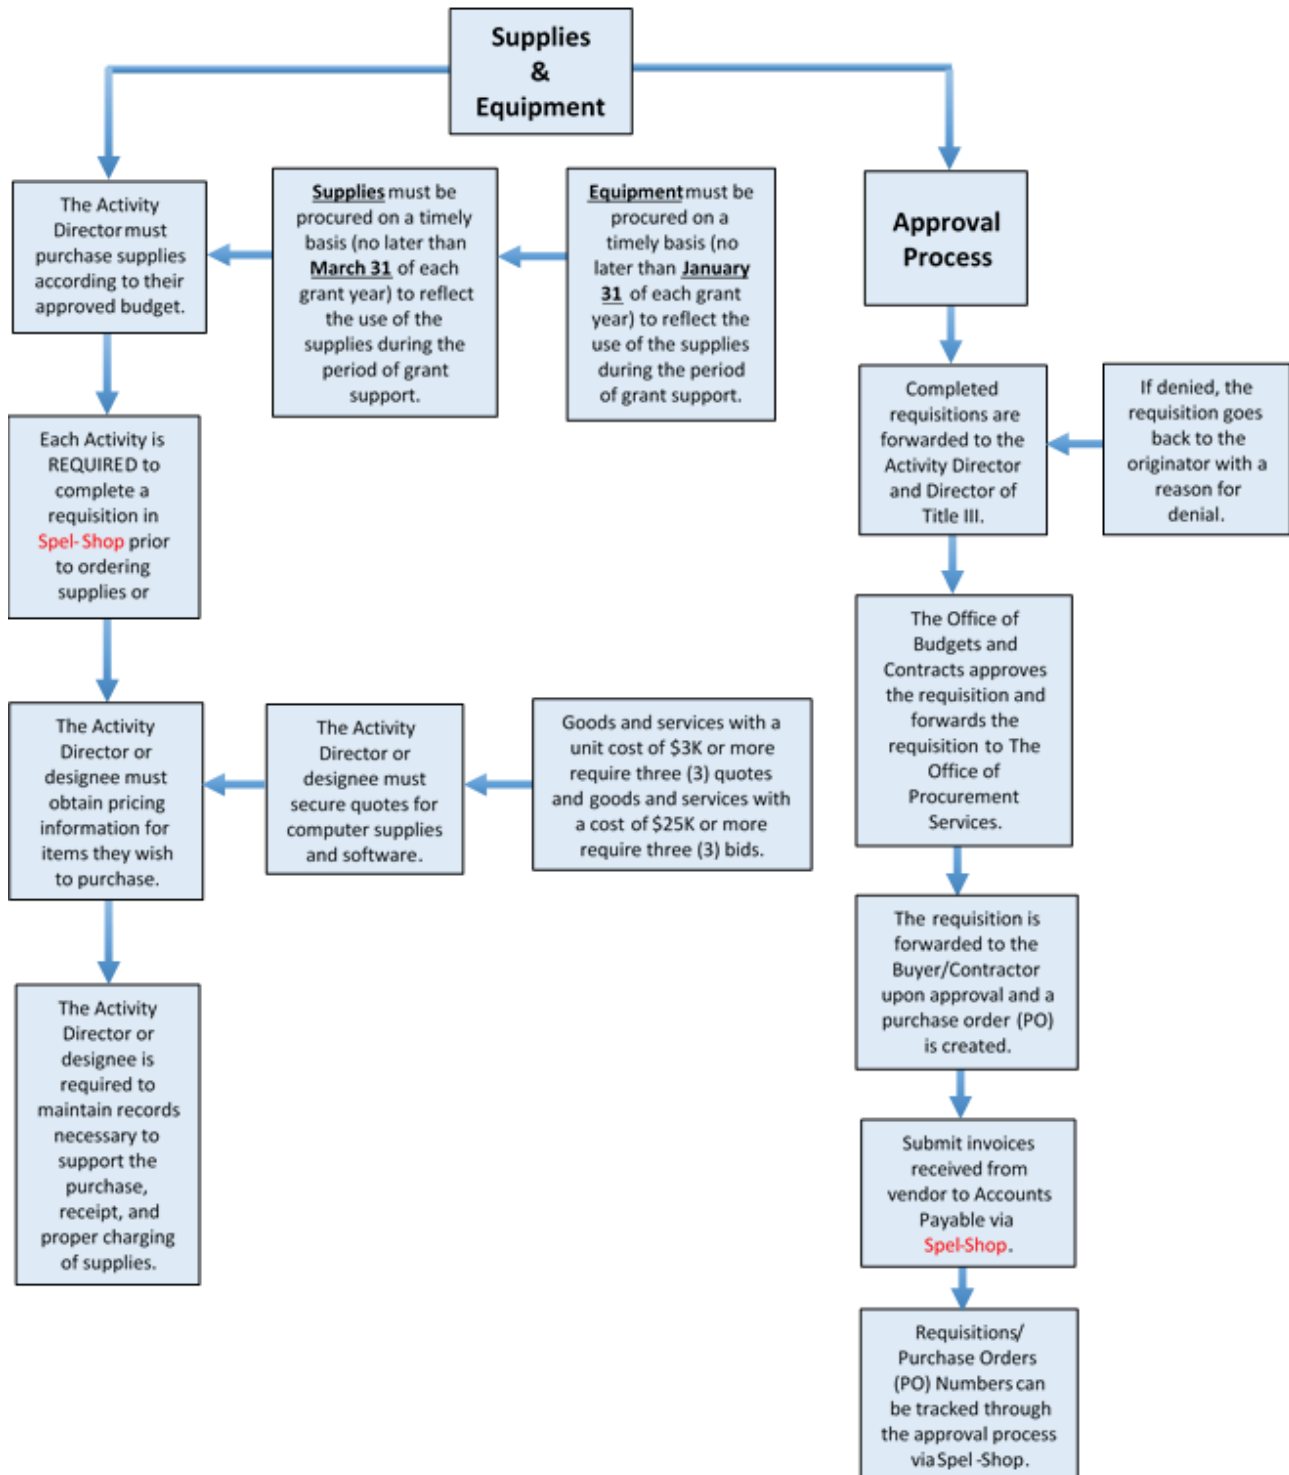 Supplies
&
Equipment
The Activity
Director must
purchase supplies
according to their
approved budget.
Supplies must be
procured on a timely
basis (no later than
March 31 of each
grant year) to reflect
the use of the
supplies during the
period of grant
support.
Equipment must be
procured on a
timely basis (no
later than January
31 of each grant
year) to reflect the
use of the supplies
during the period
of grant support.
Each Activity is
REQUIRED to
complete a
requisition in
Spel-Shop prior
to ordering
supplies or
The Activity
Director or
designee must
obtain pricing
information for
items they wish
to purchase.
The Activity
Director or
designee must
secure quotes for
computer supplies
and software.
Goods and services with a
unit cost of $3K or more
require three (3) quotes
and goods and services with
a cost of $25K or more
require three (3) bids.
The Activity
Director or
designee is
required to
maintain records
necessary to
support the
purchase,
receipt, and
proper charging
of supplies.
Approval
Process
Completed
requisitions are
forwarded to the
Activity Director
and Director of
Title III.
If denied, the
requisition goes
back to the
originator with a
reason for
denial.
The Office of
Budgets and
Contracts approves
the requisition and
forwards the
requisition to The
Office of
Procurement
Services.
The requisition is
forwarded to the
Buyer/Contractor
upon approval and a
purchase order (PO)
is created.
Submit invoices
received from
vendor to Accounts
Payable via
Spel-Shop.
Requisitions/
Purchase Orders
(PO) Numbers can
be tracked through
the approval process
via Spel -Shop.